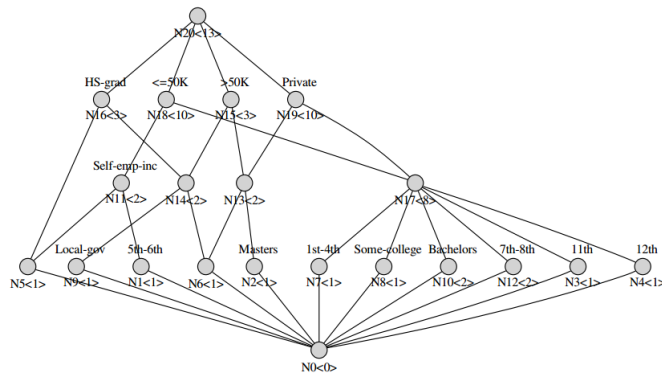 N20<13>
HS-grad <=50K >50K Private
N16<3> N18<10> N15<3> N19<10>
Self-emp-inc
N11<2> N14<2> N13<2> N17<8>
Local-gov 5th-6th Masters 1st-4th Some-college Bachelors 7th-8th 11th 12th
N5<1> N9<1> N1<1> N6<1> N2<1> N7<1> N8<1> N10<2> N12<2> N3<1> N4<1>
N0<0>